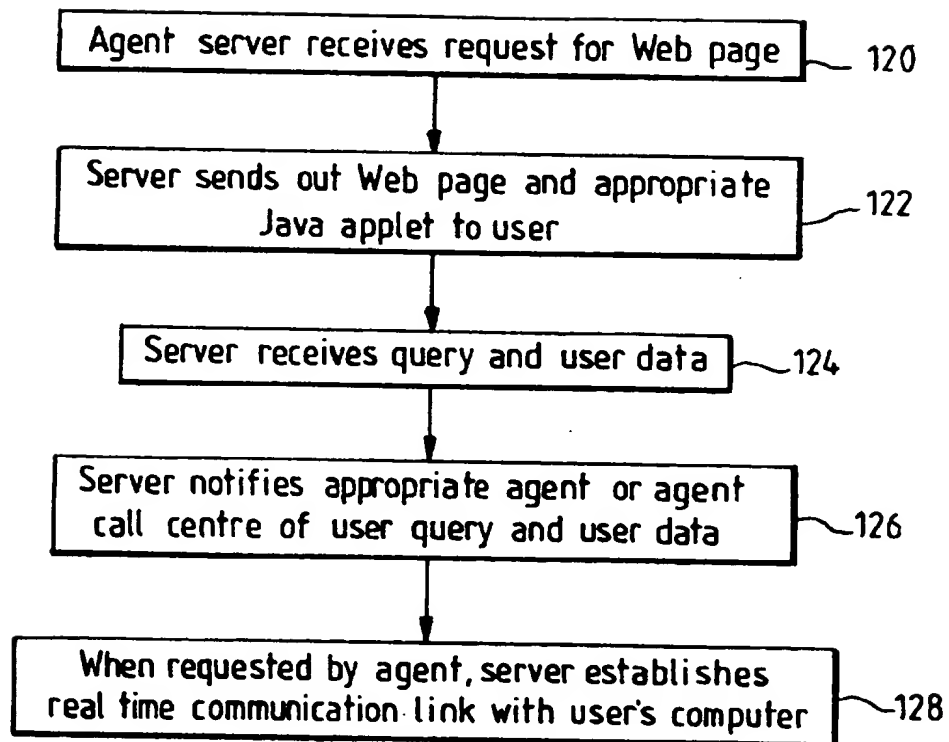 Agent server receives request for Web page
120
Server sends out Web page and appropriate
Java applet to user
122
Server receives query and user data
124
Server notifies appropriate agent or agent
call centre of user query and user data
126
When requested by agent, server establishes
real time communication link with user's computer
128